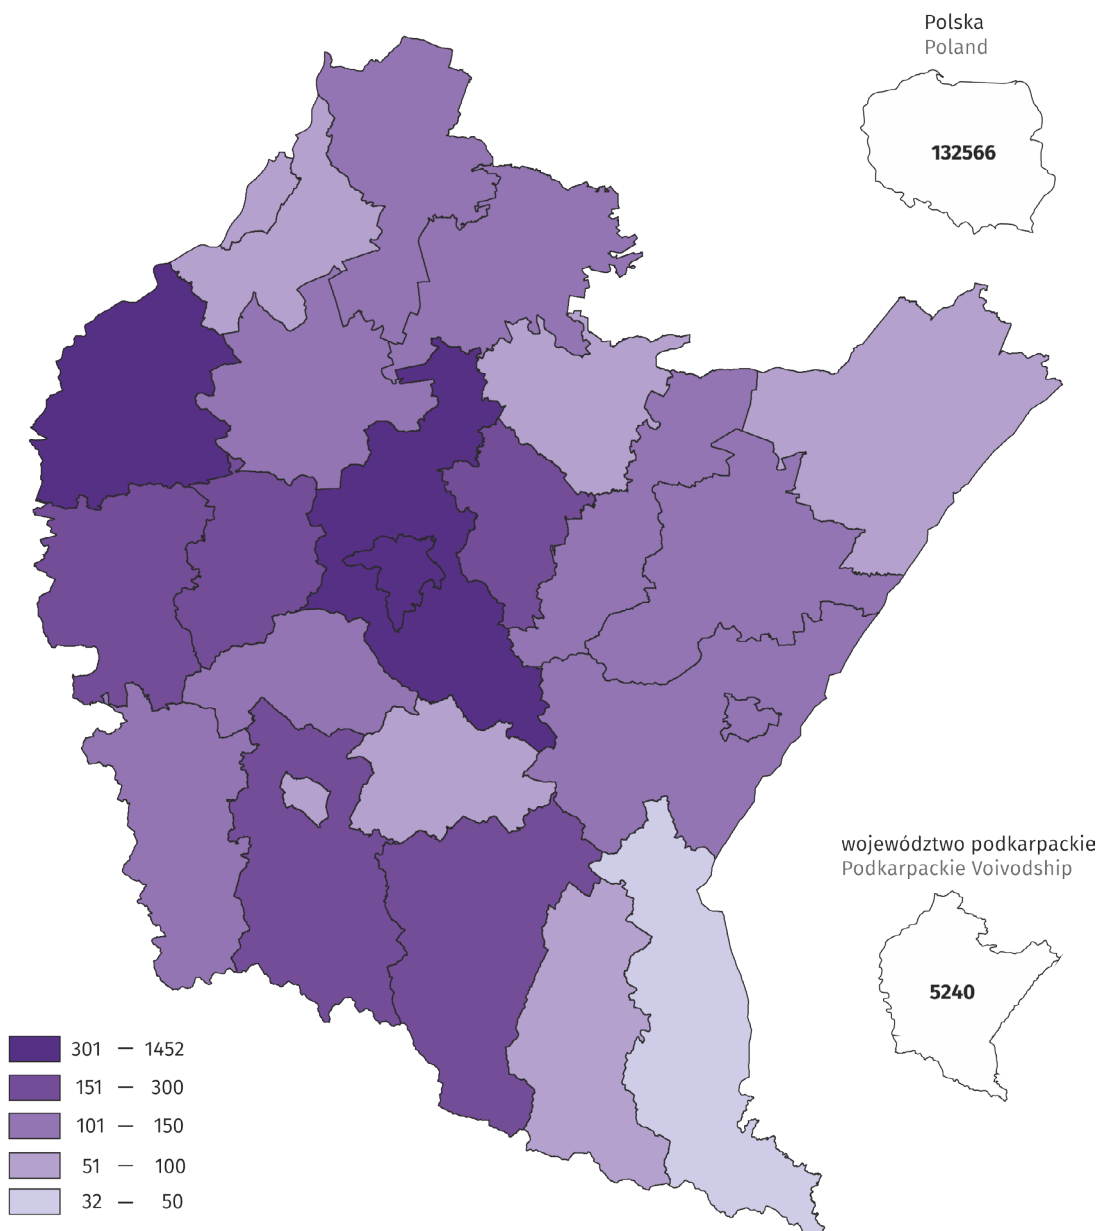 Polska
Poland
132566
województwo podkarpackie
Podkarpackie Voivodship
5240
301 – 1452
151 – 300
101 – 150
51 – 100
32 – 50